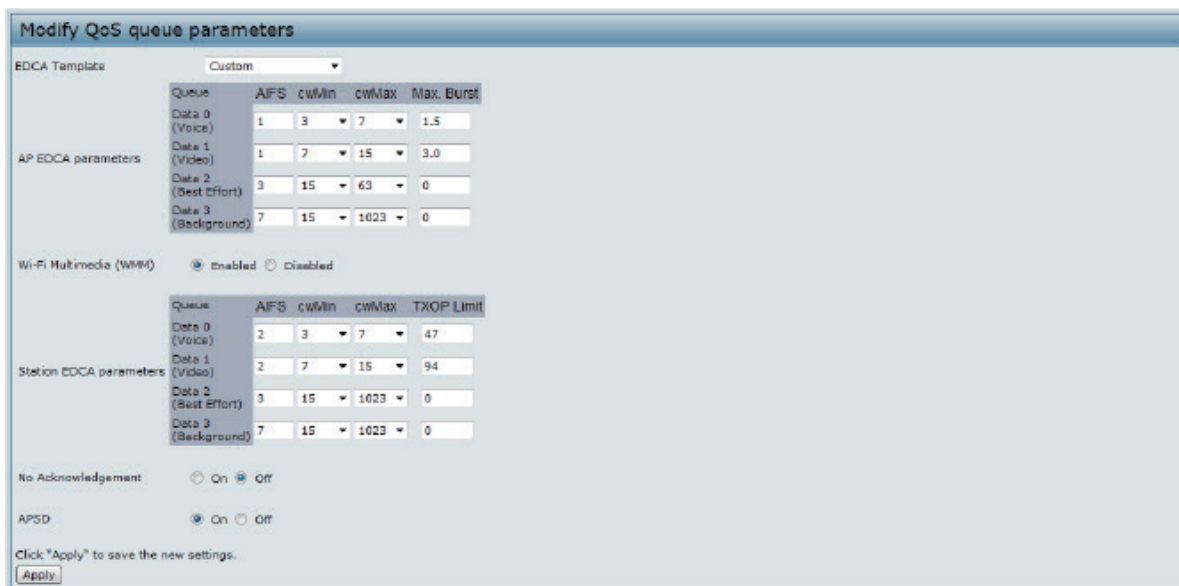 Modify QoS queue parameters
EDCA Template Custom
Queue AIFS cwMin cwMax Max. Burst
Data 0 (Voice) 1 3 7 1.5
Data 1 (Video) 1 7 15 3.0
AP EDCA parameters
Data 2 (Best Effort) 3 15 63 0
Data 3 (Background) 7 15 1023 0
Wi-Fi Multimedia (WMM) Enabled Disabled
Queue AIFS cwMin cwMax TXOP Limit
Data 0 (Voice) 2 3 7 47
Data 1 (Video) 2 7 15 94
Station EDCA parameters
Data 2 (Best Effort) 3 15 1023 0
Data 3 (Background) 7 15 1023 0
No Acknowledgement On Off
APSD On Off
Click "Apply" to save the new settings.
Apply